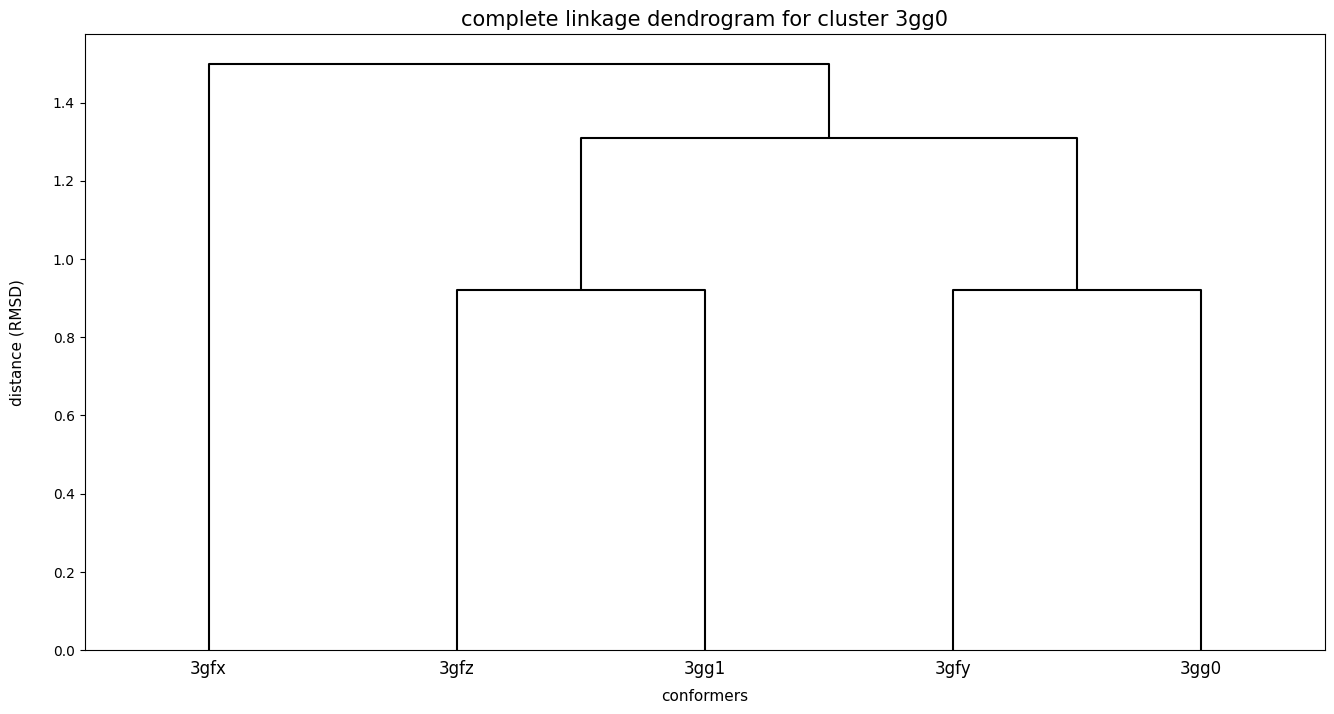 complete linkage dendrogram for cluster 3gg0
distance (RMSD)
1.4
1.2
1.0
0.8
0.6
0.4
0.2
0.0
3gfx 3gfz 3gg1 3gfy 3gg0
conformers